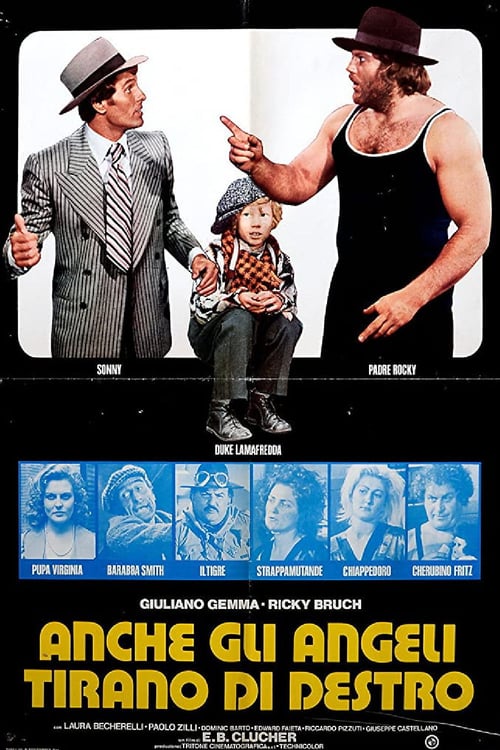 SONNY
PADRE ROCKY
DUKE LAMAFREDDA
PUPA VIRGINIA
BARABBA SMITH
IL TIGRE
STRAPPAMUTANDE
CHIAPPEDORO
CHERUBINO FRITZ
GIULIANO GEMMA · RICKY BRUCH
ANCHE GLI ANGELI
TIRANO DI DESTRO
con LAURA BECHERELLI · PAOLO ZILLI · DOMINIC BARTO · EDWARD FAIETA · RICCARDO PIZZUTI · GIUSEPPE CASTELLANO
E.B. CLUCHER
TRITONE CINEMATOGRAFICA TECHNICOLOR